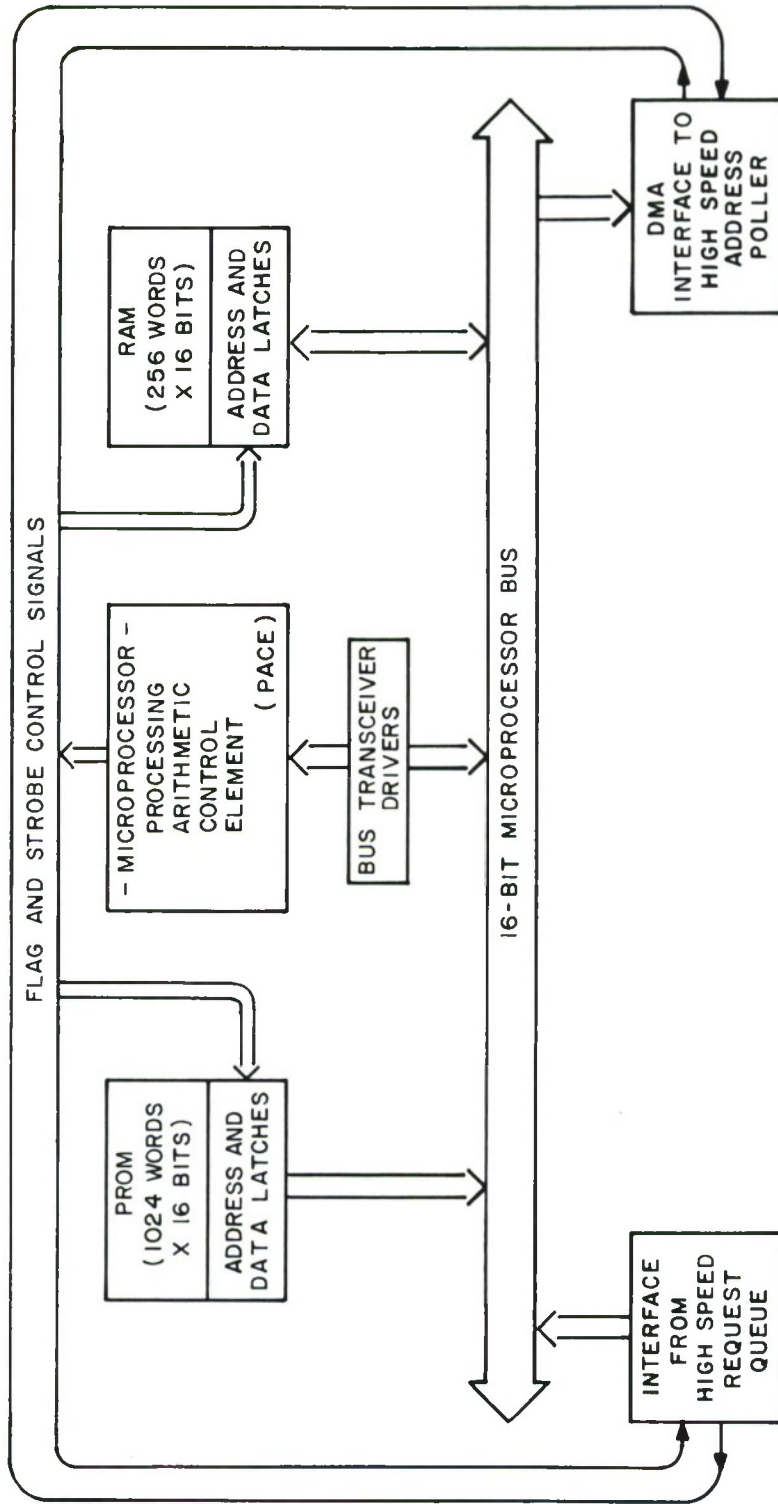 FLAG AND STROBE CONTROL SIGNALS
PROM
(1024 WORDS
X 16 BITS)
ADDRESS AND
DATA LATCHES
- MICROPROCESSOR -
PROCESSING
ARITHMETIC
CONTROL
ELEMENT
(PACE)
RAM
(256 WORDS
X 16 BITS)
ADDRESS AND
DATA LATCHES
BUS TRANSCEIVER
DRIVERS
16-BIT MICROPROCESSOR BUS
INTERFACE
FROM
HIGH SPEED
REQUEST
QUEUE
DMA
INTERFACE TO
HIGH SPEED
ADDRESS
POLLER